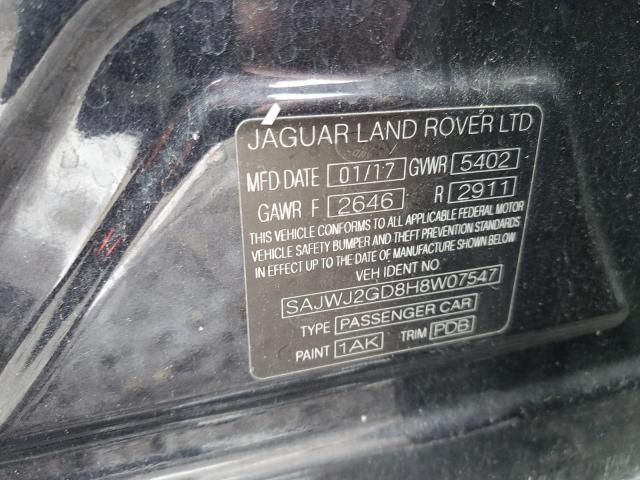 JAGUAR LAND ROVER LTD
MFD DATE 01/17 GVWR 5402
GAWR F 2646 R 2911
THIS VEHICLE CONFORMS TO ALL APPLICABLE FEDERAL MOTOR
VEHICLE SAFETY BUMPER AND THEFT PREVENTION STANDARDS
IN EFFECT UP TO THE DATE OF MANUFACTURE SHOWN BELOW
VEH IDENT NO
SAJWJ2GD8H8W07547
TYPE PASSENGER CAR
PAINT 1AK TRIM PDB